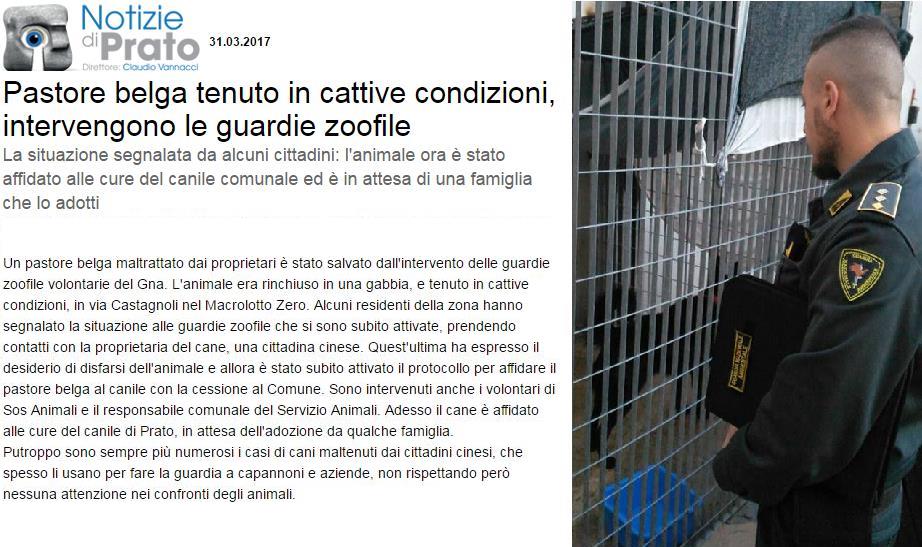 Notizie
di Prato
Direttore: Claudio Vannacci
31.03.2017
Pastore belga tenuto in cattive condizioni,
intervengono le guardie zoofile
La situazione segnalata da alcuni cittadini: l'animale ora è stato
affidato alle cure del canile comunale ed è in attesa di una famiglia
che lo adotti
Un pastore belga maltrattato dai proprietari è stato salvato dall'intervento delle guardie
zoofile volontarie del Gna. L'animale era rinchiuso in una gabbia, e tenuto in cattive
condizioni, in via Castagnoli nel Macrolotto Zero. Alcuni residenti della zona hanno
segnalato la situazione alle guardie zoofile che si sono subito attivate, prendendo
contatti con la proprietaria del cane, una cittadina cinese. Quest'ultima ha espresso il
desiderio di disfarsi dell'animale e allora è stato subito attivato il protocollo per affidare il
pastore belga al canile con la cessione al Comune. Sono intervenuti anche i volontari di
Sos Animali e il responsabile comunale del Servizio Animali. Adesso il cane è affidato
alle cure del canile di Prato, in attesa dell'adozione da qualche famiglia.
Putroppo sono sempre più numerosi i casi di cani maltenuti dai cittadini cinesi, che
spesso li usano per fare la guardia a capannoni e aziende, non rispettando però
nessuna attenzione nei confronti degli animali.